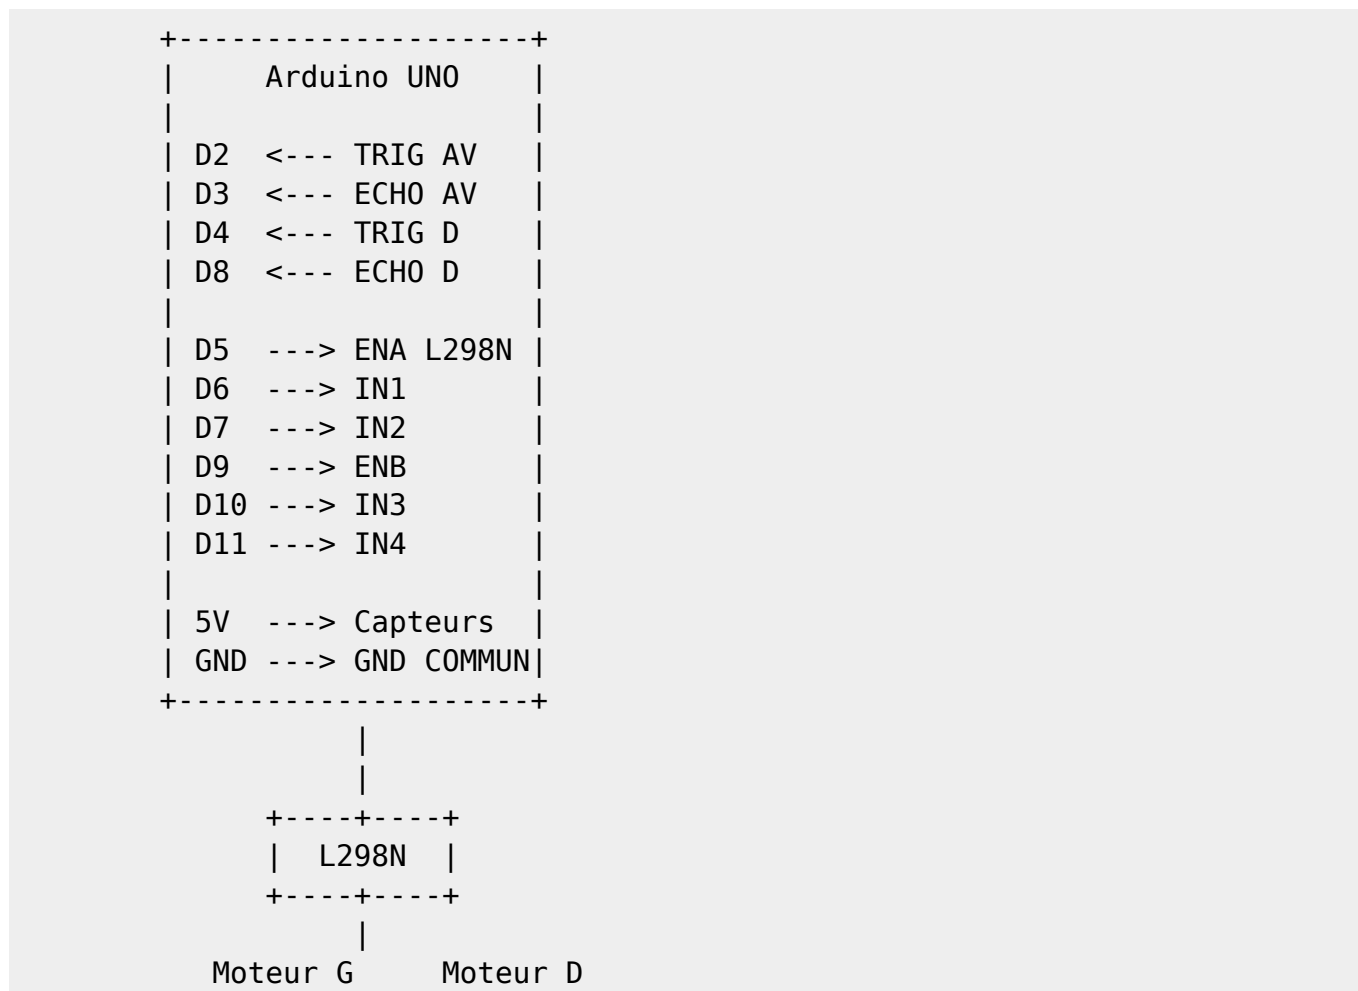 +--------------------+
|     Arduino UNO    |
|                    |
| D2  <--- TRIG AV   |
| D3  <--- ECHO AV   |
| D4  <--- TRIG D    |
| D8  <--- ECHO D    |
|                    |
| D5  ---> ENA L298N |
| D6  ---> IN1       |
| D7  ---> IN2       |
| D9  ---> ENB       |
| D10 ---> IN3       |
| D11 ---> IN4       |
|                    |
| 5V  ---> Capteurs  |
| GND ---> GND COMMUN|
+--------------------+
           |
           |
      +----+----+
      |  L298N  |
      +----+----+
           |
   Moteur G     Moteur D